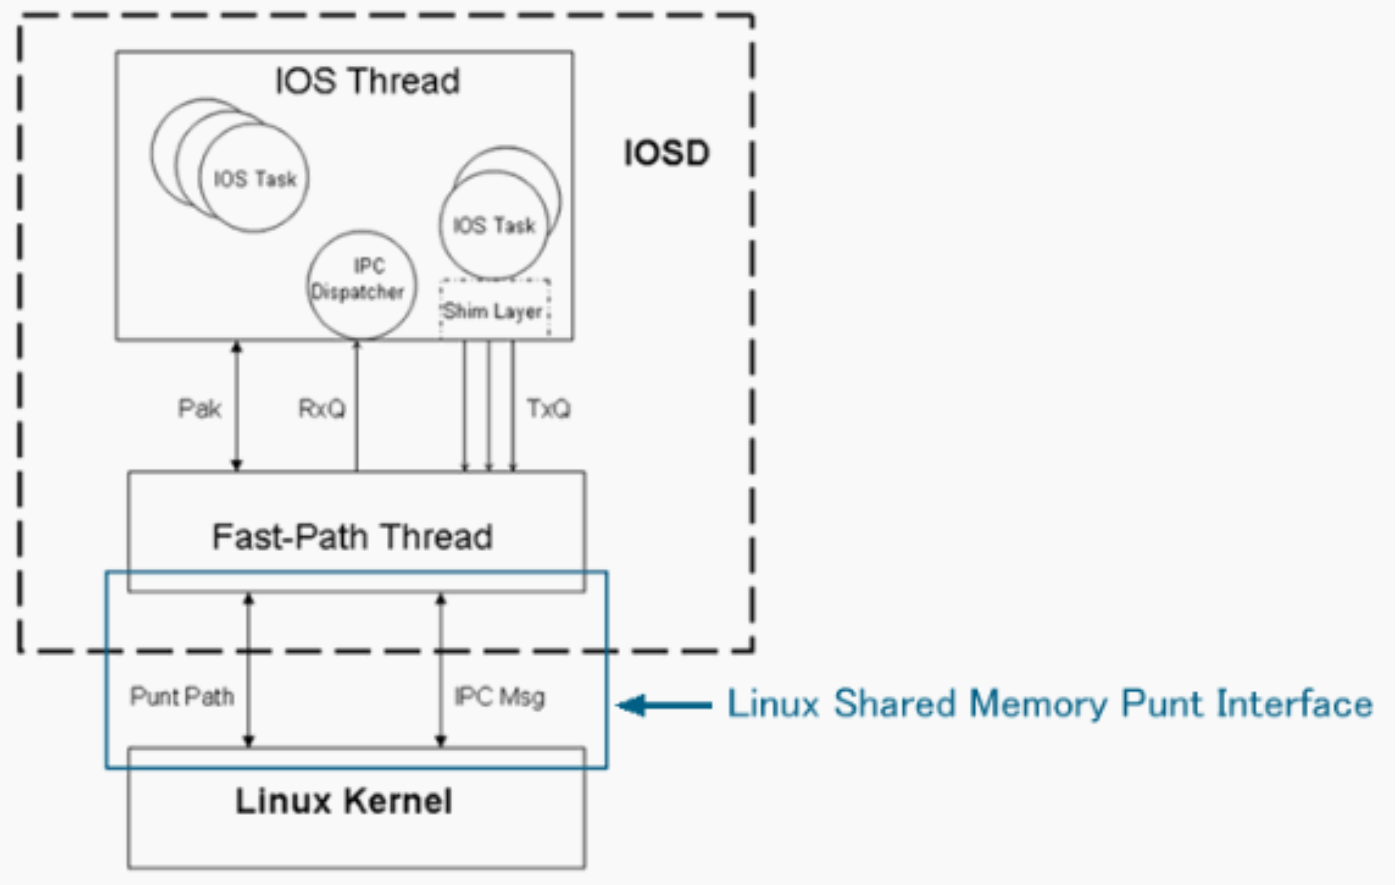 IOS Thread
IOSD
IOS Task
IOS Task
IPC
Dispatcher
Shim Layer
Pak
RxQ
TxQ
Fast-Path Thread
Punt Path
IPC Msg
Linux Shared Memory Punt Interface
Linux Kernel